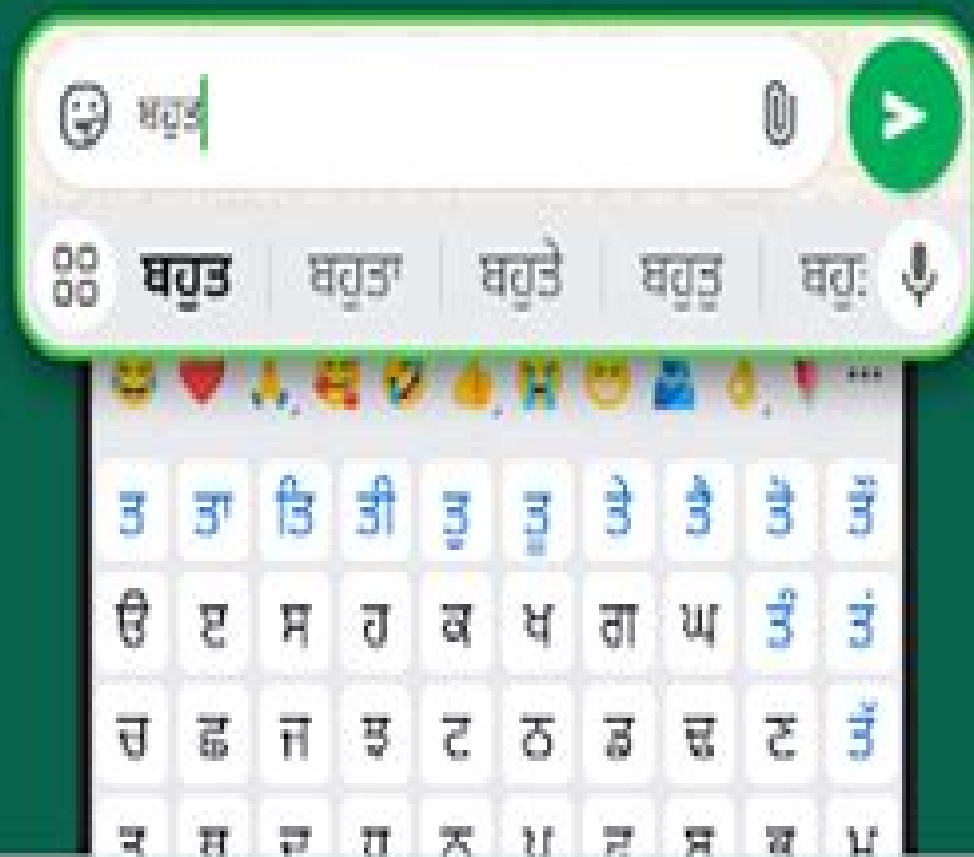 ਬਹੁਤ
ਬਹੁਤ ਬਹੁਤਾ ਬਹੁਤੇ ਬਹੁਤੁ
ਤ ਤਾ ਤਿ ਤੀ ਤੁ ਤੂ ਤੇ ਤੈ ਤੋ ਤੌ
ੳ ੲ ਸ ਹ ਕ ਖ ਗ ਘ ਤੰ ਤਂ
ਚ ਛ ਜ ਝ ਟ ਠ ਡ ਢ ਣ ਤੱ